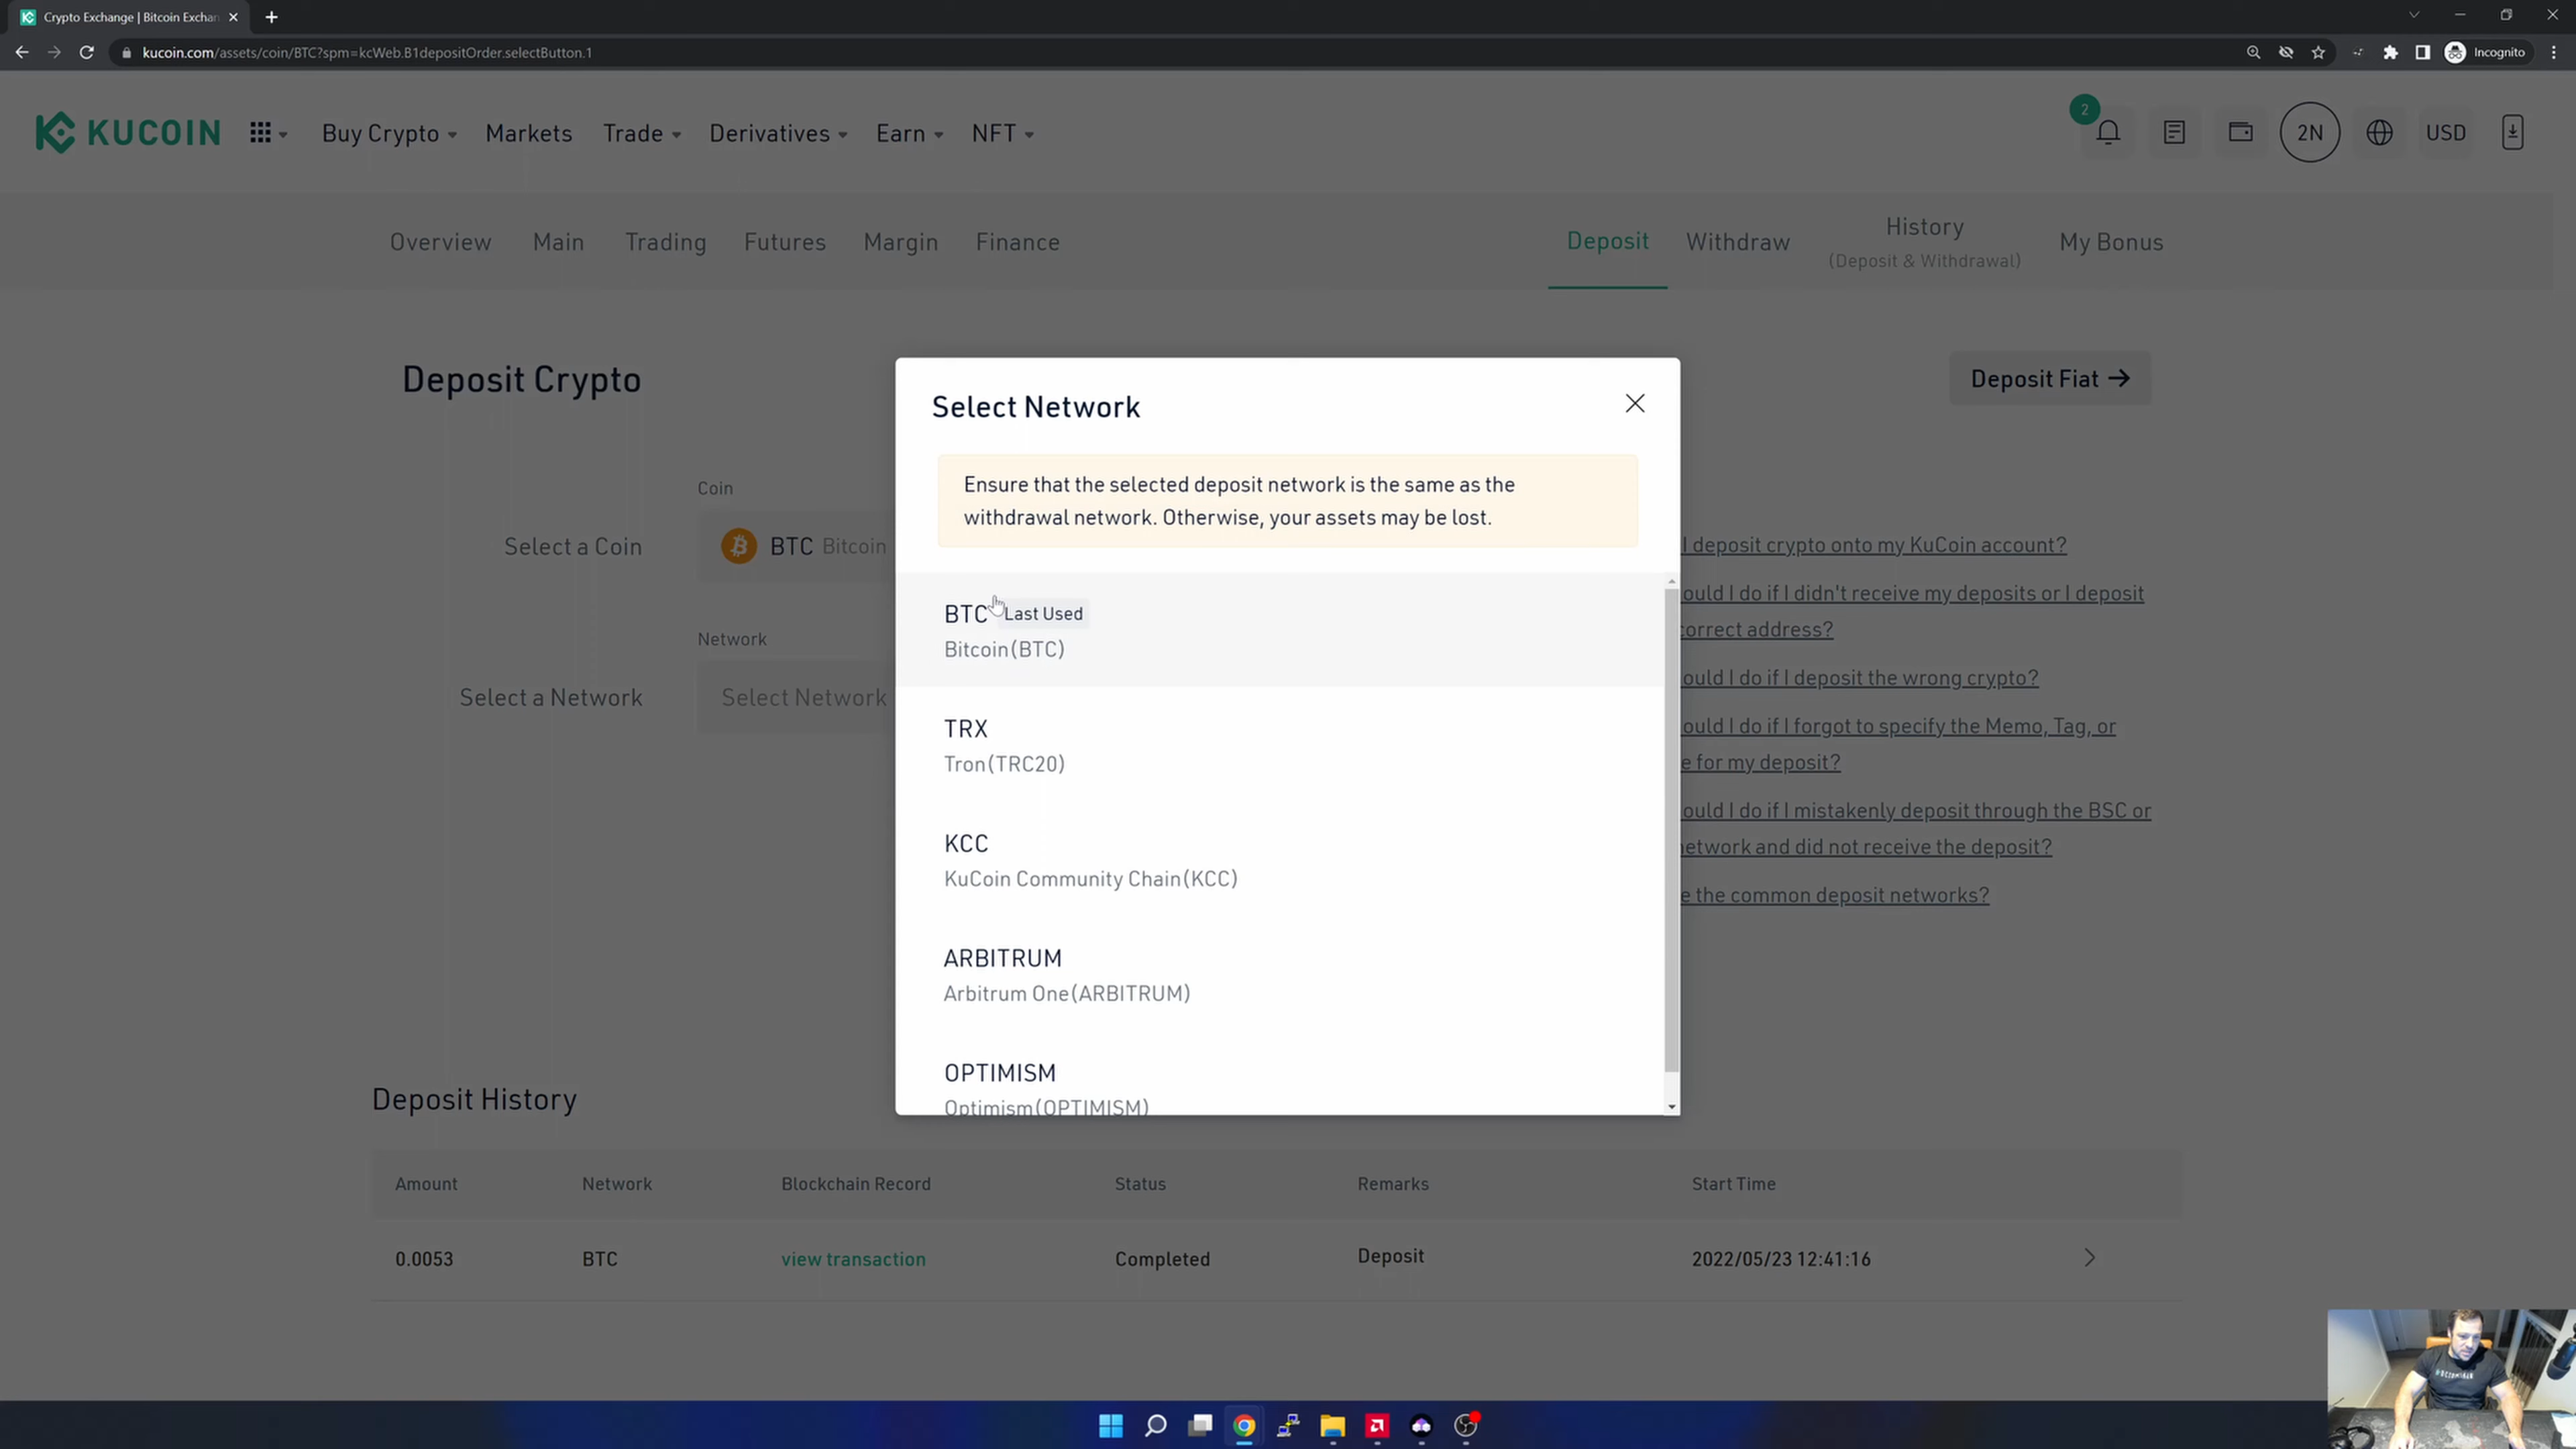 Crypto Exchange | Bitcoin Exchan
kucoin.com/assets/coin/BTC?spm=kcWeb.B1depositOrder.selectButton.1
Incognito
KUCOIN
Buy Crypto
Markets
Trade
Derivatives
Earn
NFT
2
2N
USD
Overview
Main
Trading
Futures
Margin
Finance
Deposit
Withdraw
History
(Deposit & Withdrawal)
My Bonus
Deposit Crypto
Deposit Fiat →
Coin
Select a Coin
BTC Bitcoin
Network
Select a Network
Select Network
Select Network
Ensure that the selected deposit network is the same as the
withdrawal network. Otherwise, your assets may be lost.
BTC Last Used
Bitcoin(BTC)
TRX
Tron(TRC20)
KCC
KuCoin Community Chain(KCC)
ARBITRUM
Arbitrum One(ARBITRUM)
OPTIMISM
Optimism(OPTIMISM)
I deposit crypto onto my KuCoin account?
ould I do if I didn't receive my deposits or I deposit
correct address?
ould I do if I deposit the wrong crypto?
ould I do if I forgot to specify the Memo, Tag, or
e for my deposit?
ould I do if I mistakenly deposit through the BSC or
network and did not receive the deposit?
e the common deposit networks?
Deposit History
Amount Network Blockchain Record Status Remarks Start Time
0.0053 BTC view transaction Completed Deposit 2022/05/23 12:41:16